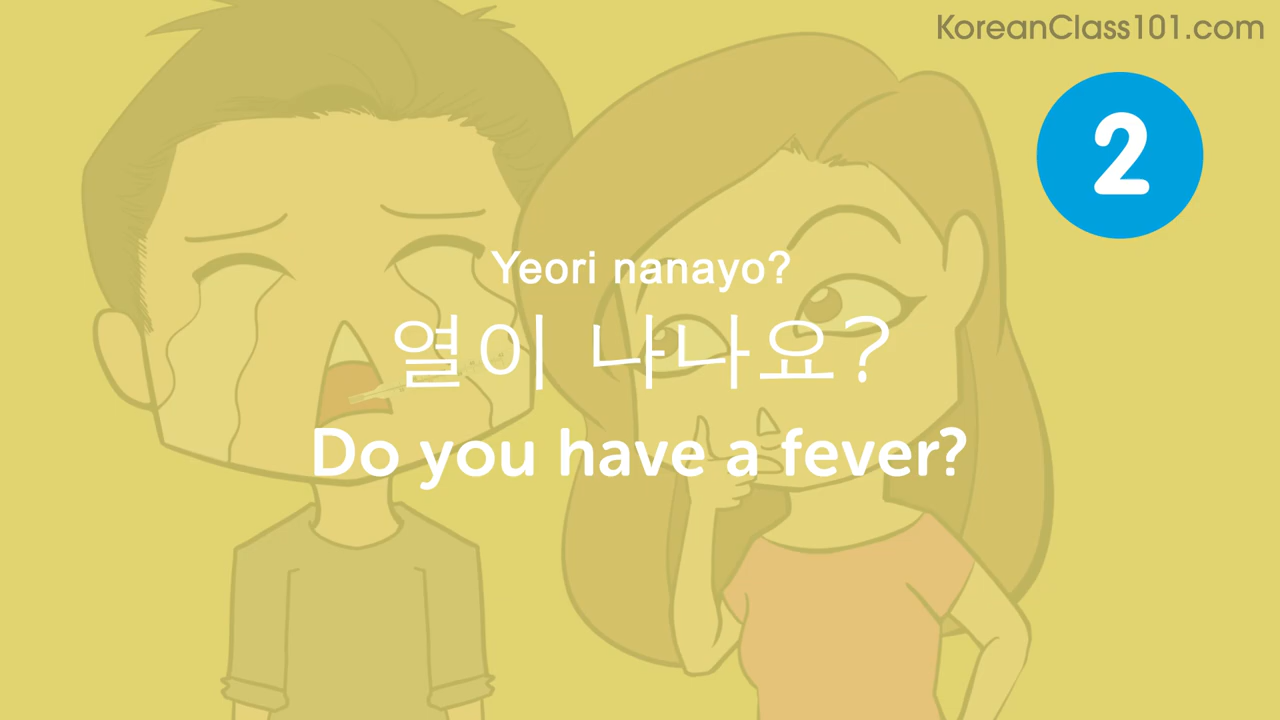 KoreanClass101.com
2
Yeori nanayo?
열이 나나요?
Do you have a fever?